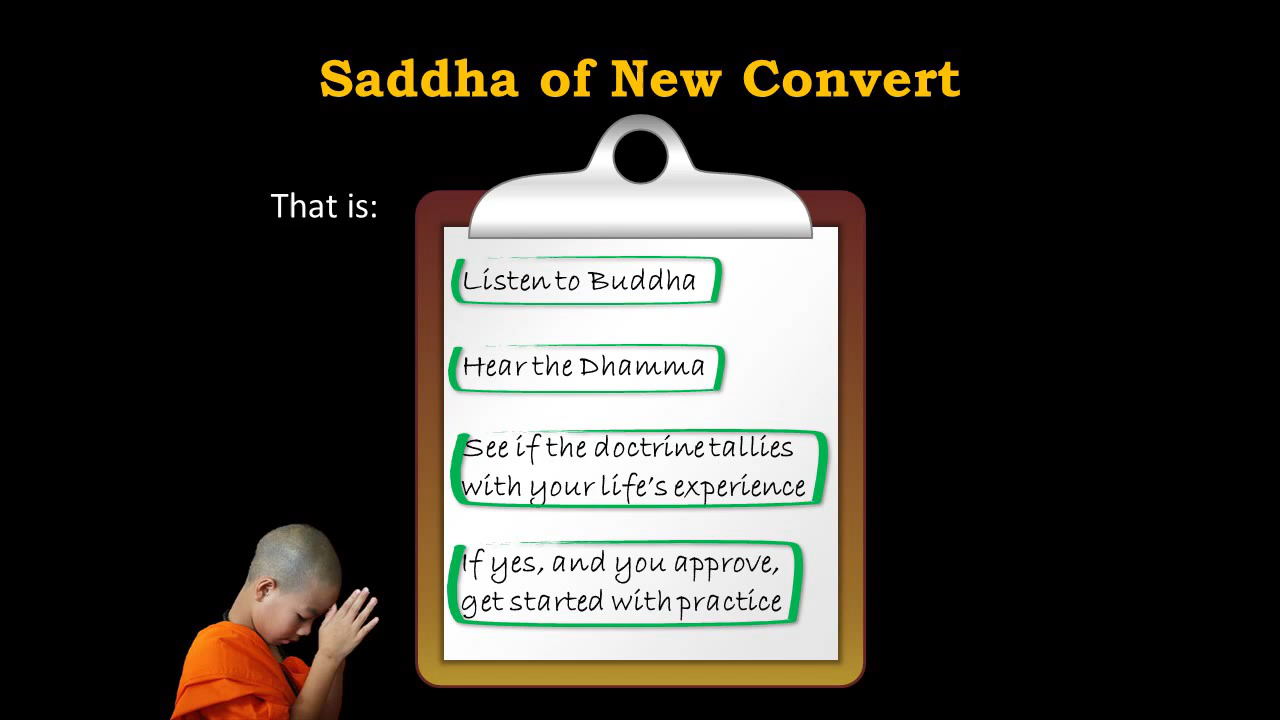 Saddha of New Convert
That is:
Listen to Buddha
Hear the Dhamma
See if the doctrine tallies
with your life's experience
If yes, and you approve,
get started with practice